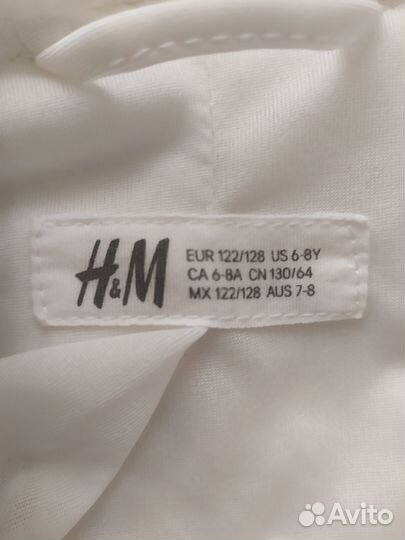 H&M
EUR 122/128 US 6-8Y
CA 6-8A CN 130/64
MX 122/128 AUS 7-8
Avito